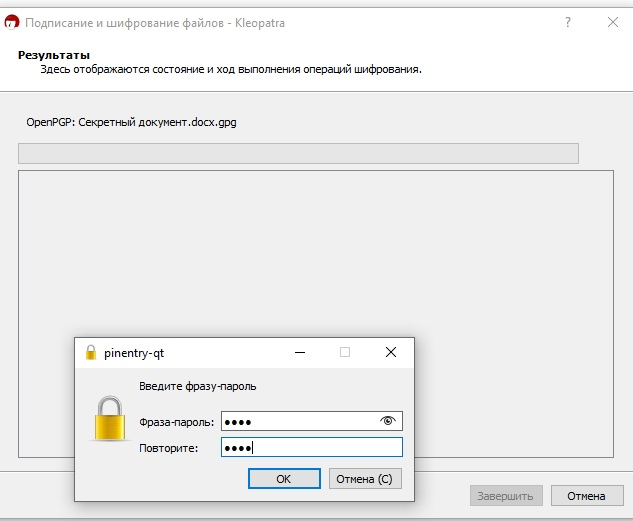 Подписание и шифрование файлов - Kleopatra
Результаты
Здесь отображаются состояние и ход выполнения операций шифрования.
OpenPGP: Секретный документ.docx.gpg
pinentry-qt
Введите фразу-пароль
Фраза-пароль: ●●●●
Повторите: ●●●●
OK
Отмена (C)
Завершить
Отмена